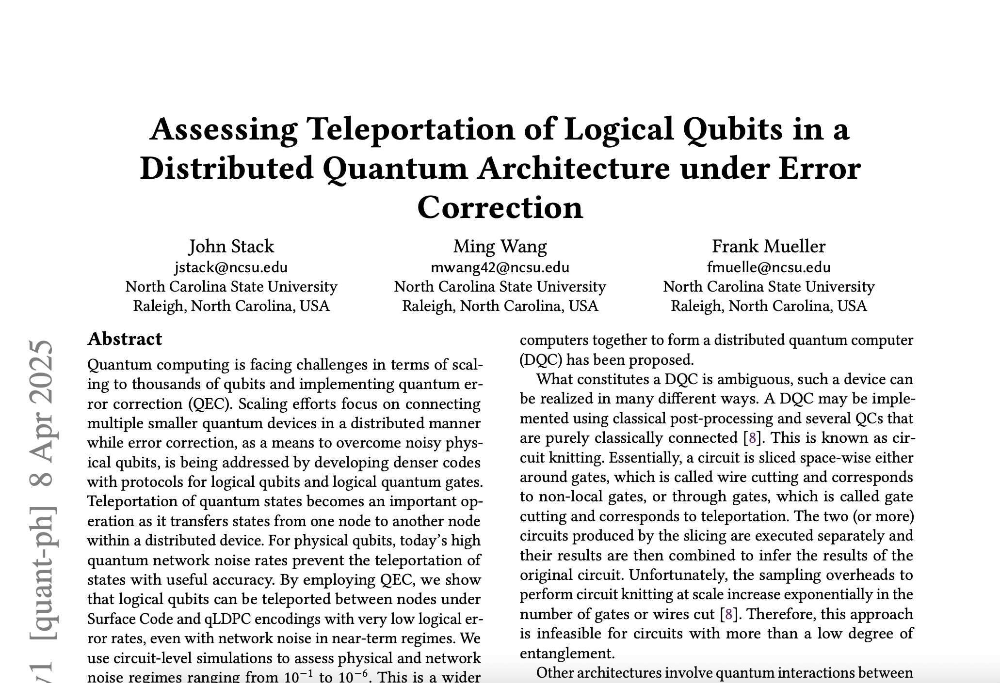 Assessing Teleportation of Logical Qubits in a
Distributed Quantum Architecture under Error
Correction
John Stack
jstack@ncsu.edu
North Carolina State University
Raleigh, North Carolina, USA
Ming Wang
mwang42@ncsu.edu
North Carolina State University
Raleigh, North Carolina, USA
Frank Mueller
fmuelle@ncsu.edu
North Carolina State University
Raleigh, North Carolina, USA
v1 [quant-ph] 8 Apr 2025
Abstract
Quantum computing is facing challenges in terms of scal-
ing to thousands of qubits and implementing quantum er-
ror correction (QEC). Scaling efforts focus on connecting
multiple smaller quantum devices in a distributed manner
while error correction, as a means to overcome noisy phys-
ical qubits, is being addressed by developing denser codes
with protocols for logical qubits and logical quantum gates.
Teleportation of quantum states becomes an important op-
eration as it transfers states from one node to another node
within a distributed device. For physical qubits, today's high
quantum network noise rates prevent the teleportation of
states with useful accuracy. By employing QEC, we show
that logical qubits can be teleported between nodes under
Surface Code and qLDPC encodings with very low logical er-
ror rates, even with network noise in near-term regimes. We
use circuit-level simulations to assess physical and network
noise regimes ranging from 10⁻¹ to 10⁻⁶. This is a wider
computers together to form a distributed quantum computer
(DQC) has been proposed.
What constitutes a DQC is ambiguous, such a device can
be realized in many different ways. A DQC may be imple-
mented using classical post-processing and several QCs that
are purely classically connected [8]. This is known as cir-
cuit knitting. Essentially, a circuit is sliced space-wise either
around gates, which is called wire cutting and corresponds
to non-local gates, or through gates, which is called gate
cutting and corresponds to teleportation. The two (or more)
circuits produced by the slicing are executed separately and
their results are then combined to infer the results of the
original circuit. Unfortunately, the sampling overheads to
perform circuit knitting at scale increase exponentially in the
number of gates or wires cut [8]. Therefore, this approach
is infeasible for circuits with more than a low degree of
entanglement.
Other architectures involve quantum interactions between